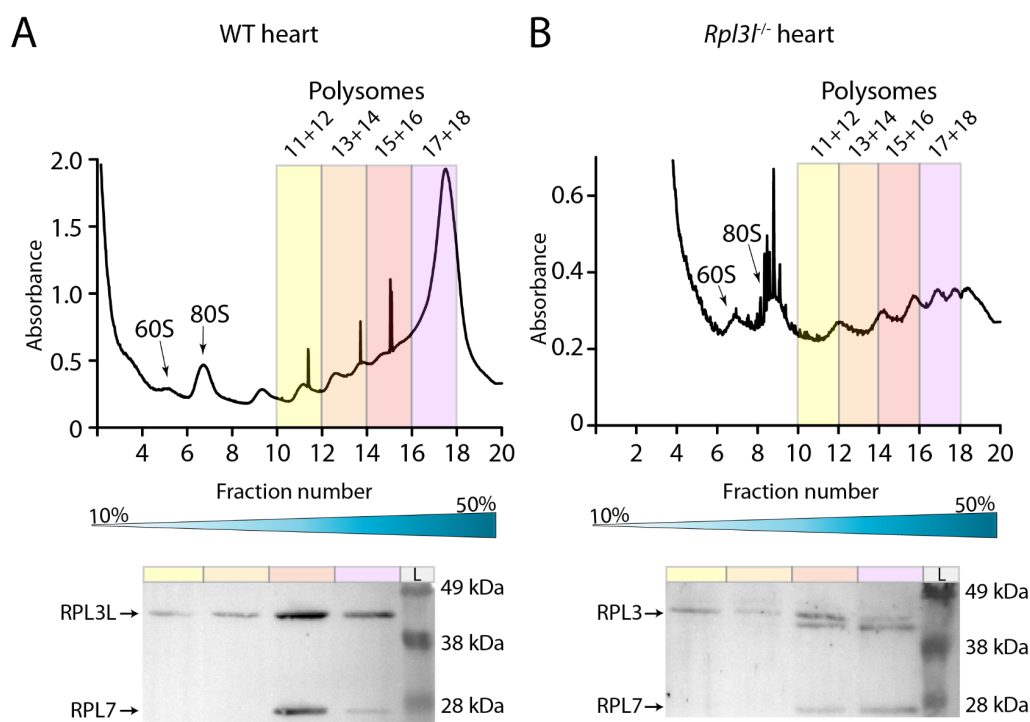 A
WT heart
Polysomes
11+12
13+14
15+16
17+18
2.0
1.5
1.0
0.5
0
Absorbance
60S
80S
4 6 8 10 12 14 16 18 20
Fraction number
10%
50%
L
RPL3L
RPL7
49 kDa
38 kDa
28 kDa
B
Rpl3l-/- heart
Polysomes
11+12
13+14
15+16
17+18
0.6
0.4
0.2
0
Absorbance
60S
80S
2 4 6 8 10 12 14 16 18 20
Fraction number
10%
50%
L
RPL3
RPL7
49 kDa
38 kDa
28 kDa